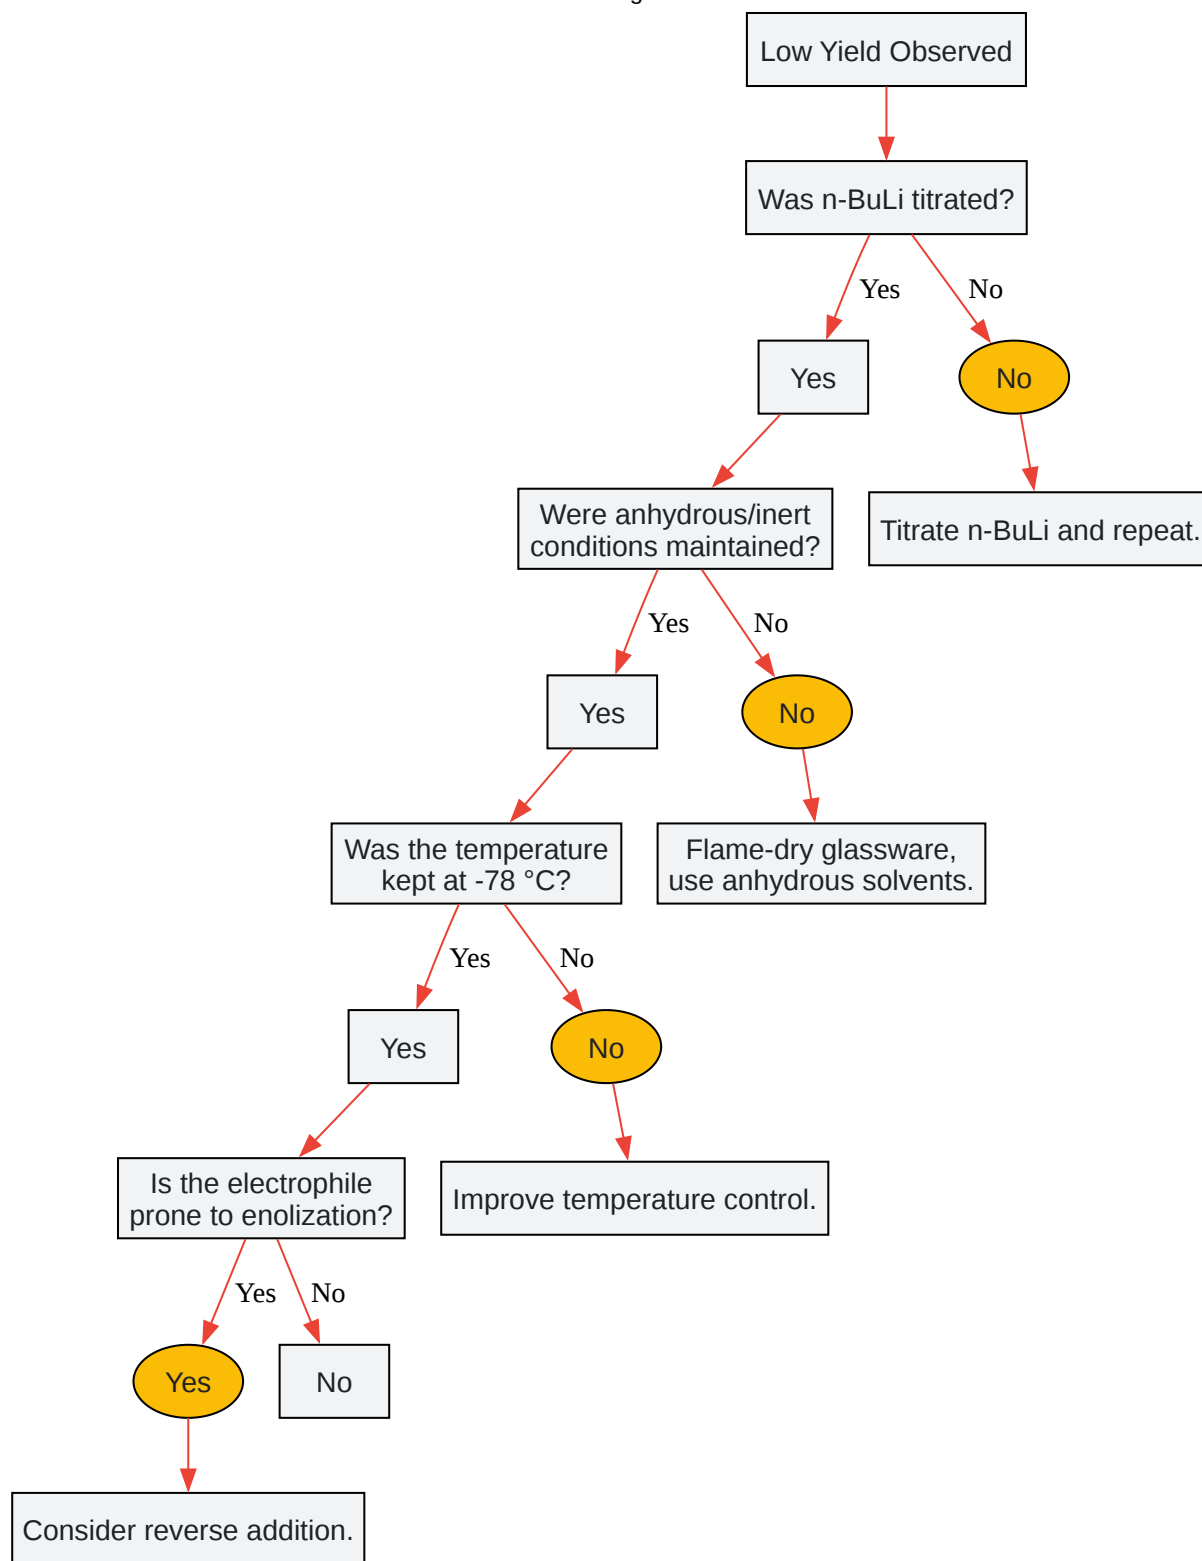 Low Yield Observed
Was n-BuLi titrated?
Yes
No
Yes
No
Were anhydrous/inert
conditions maintained?
Titrate n-BuLi and repeat.
Yes
No
Yes
No
Was the temperature
kept at -78 °C?
Flame-dry glassware,
use anhydrous solvents.
Yes
No
Yes
No
Is the electrophile
prone to enolization?
Improve temperature control.
Yes
No
Yes
No
Consider reverse addition.